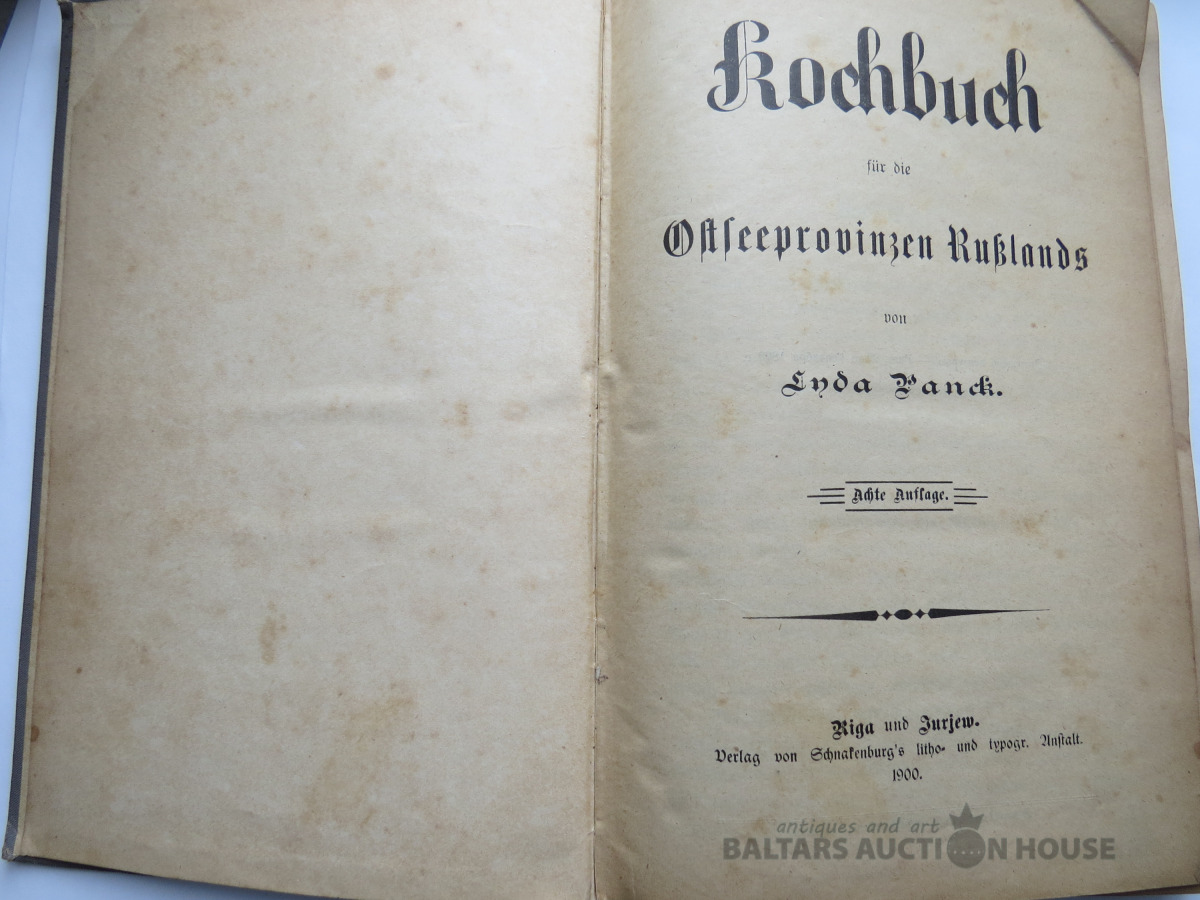 Kochbuch
für die
Ostseeprovinzen Rußlands
von
Lyda Panck.
Achte Auflage.
Riga und Jurjew.
Verlag von Schnakenburg's litho- und typogr. Anstalt.
1900.
antiques and art
BALTARS AUCTION HOUSE